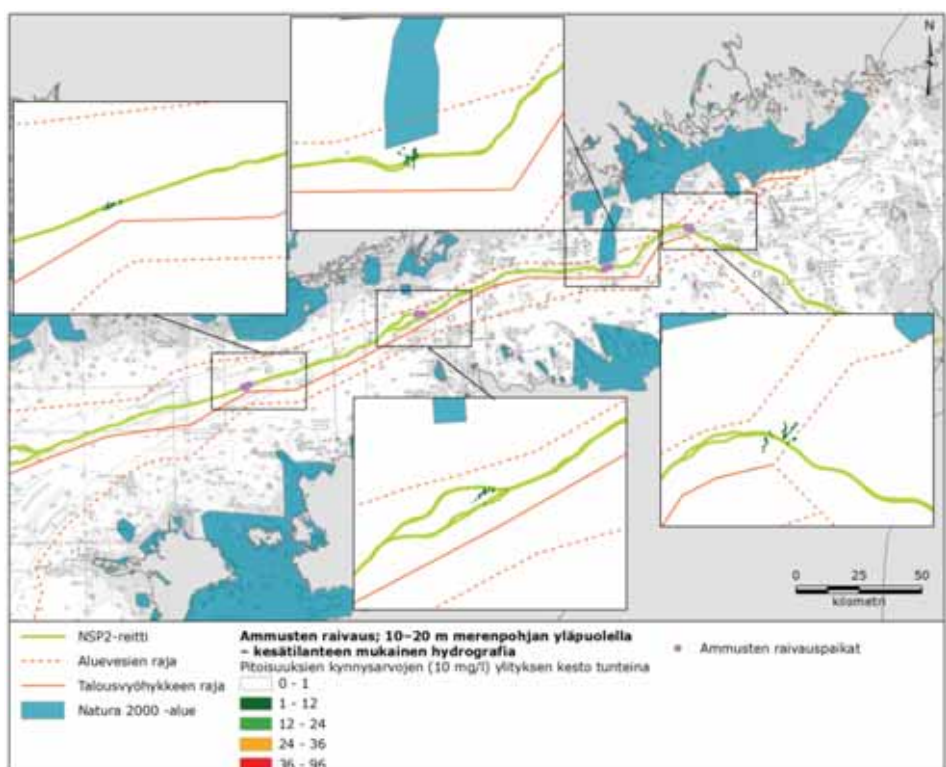 N
0 25 50
kilometri
NSP2-reitti
Aluevesien raja
Talousvyöhykkeen raja
Natura 2000 -alue
Ammusten raivaus; 10–20 m merenpohjan yläpuolella
– kesätilanteen mukainen hydrografia
Pitoisuuksien kynnysarvojen (10 mg/l) ylityksen kesto tunteina
0 - 1
1 - 12
12 - 24
24 - 36
36 - 96
Ammusten raivauspaikat